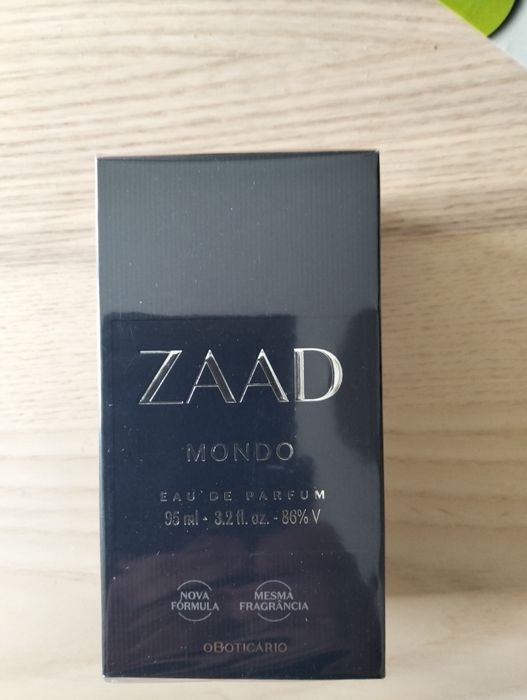 ZAAD
MONDO
EAU DE PARFUM
95 ml - 3.2 fl. oz. - 86% V
NOVA
FÓRMULA
MESMA
FRAGRÂNCIA
oBOTICÁRIO